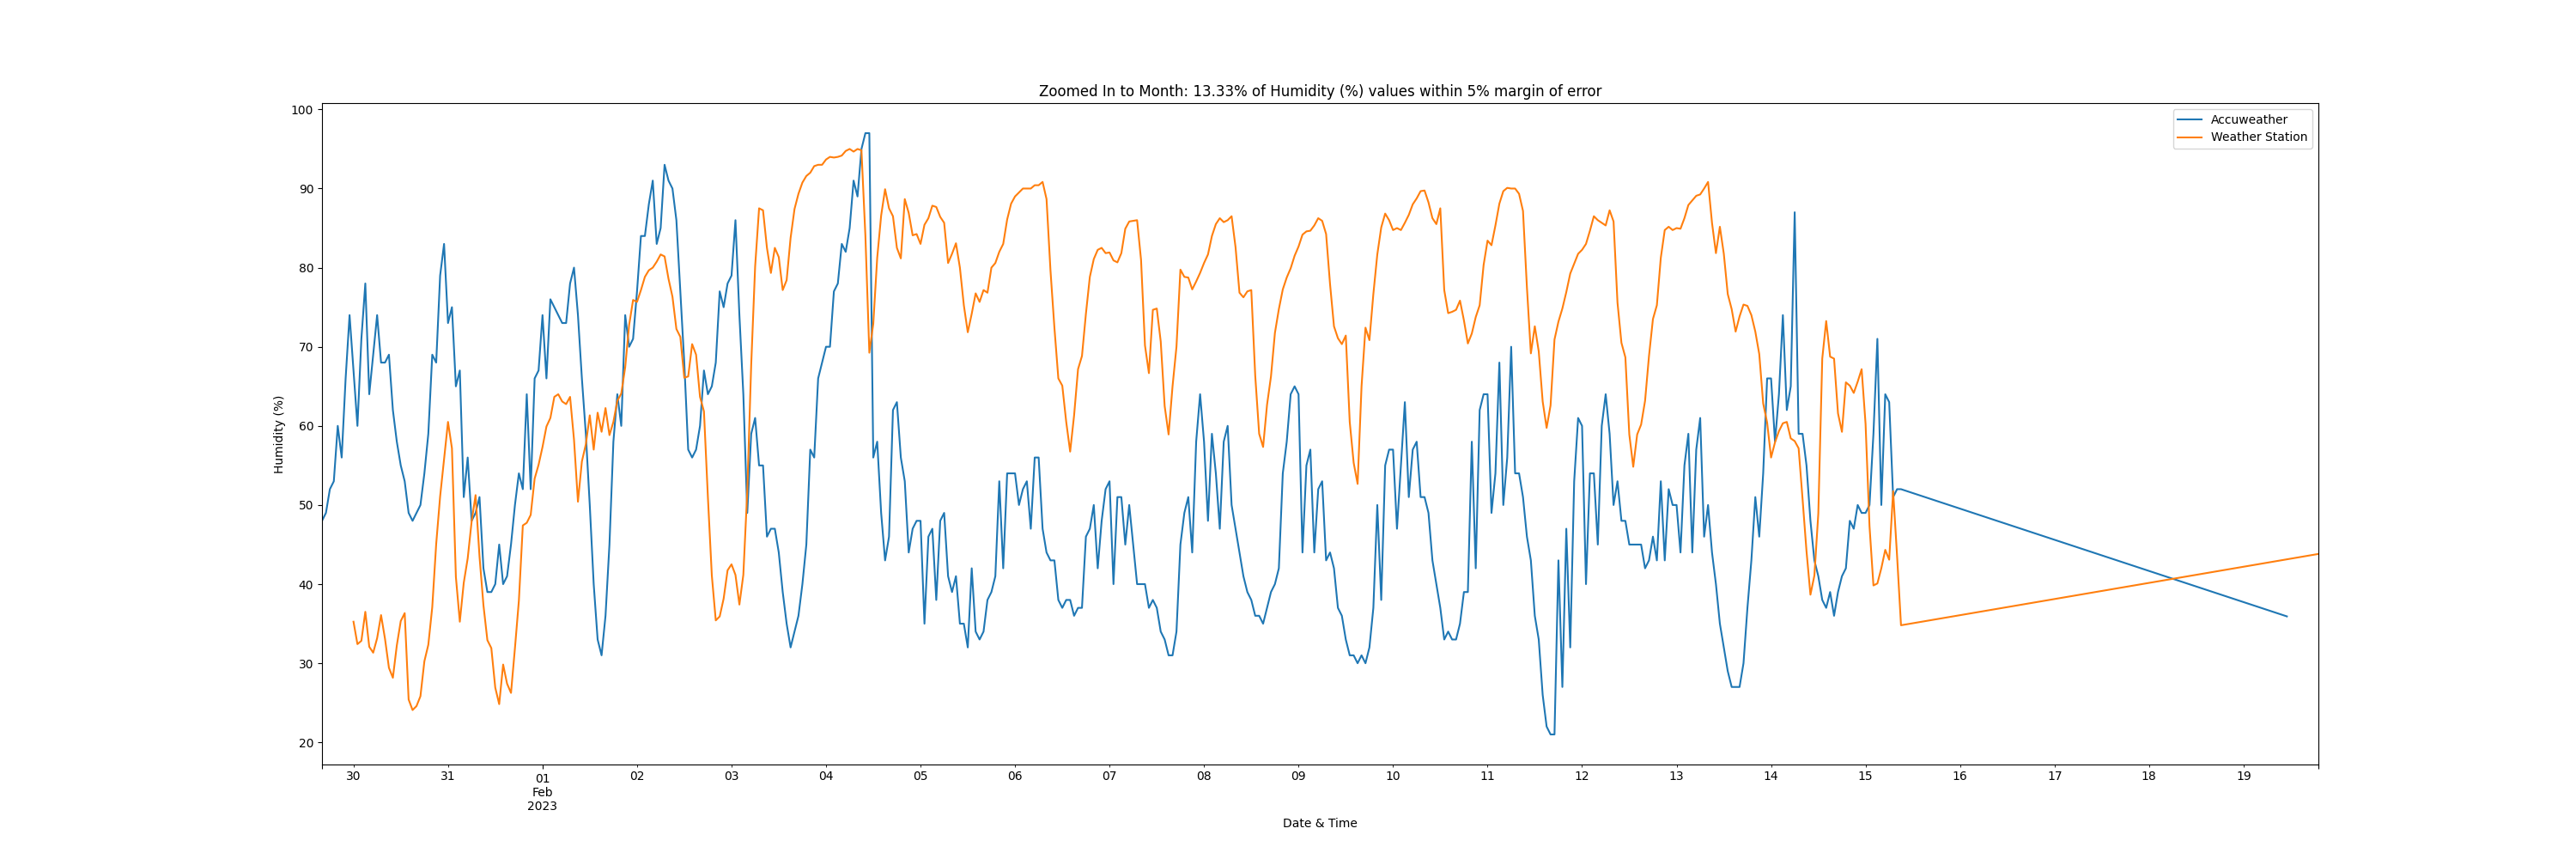 Zoomed In to Month: 13.33% of Humidity (%) values within 5% margin of error
Accuweather
Weather Station
Humidity (%)
100
90
80
70
60
50
40
30
20
30 31 01 02 03 04 05 06 07 08 09 10 11 12 13 14 15 16 17 18 19
Feb
2023
Date & Time